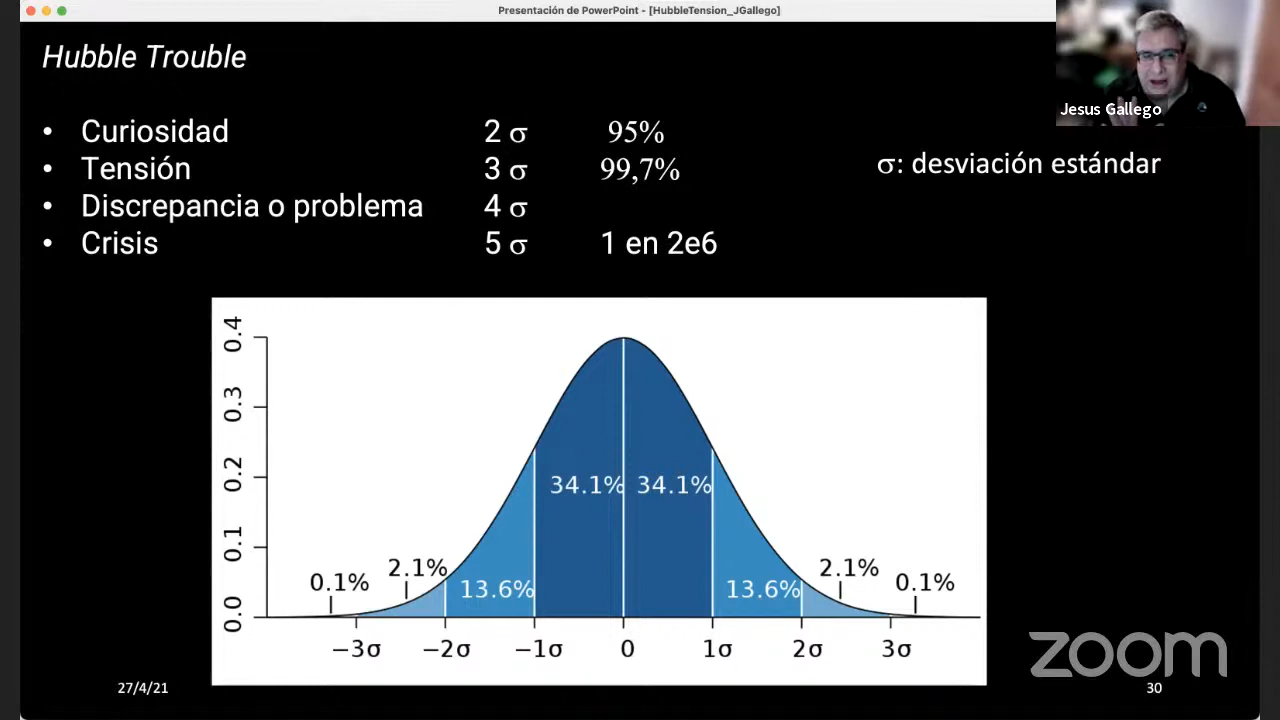 Presentación de PowerPoint - [HubbleTension_JGallego]
Hubble Trouble
Jesus Gallego
• Curiosidad 2 σ 95%
• Tensión 3 σ 99,7%
σ: desviación estándar
• Discrepancia o problema 4 σ
• Crisis 5 σ 1 en 2e6
0.4
0.3
0.2
0.1
0.0
34.1% 34.1%
0.1% 2.1% 13.6% 13.6% 2.1% 0.1%
−3σ −2σ −1σ 0 1σ 2σ 3σ
zoom
27/4/21
30